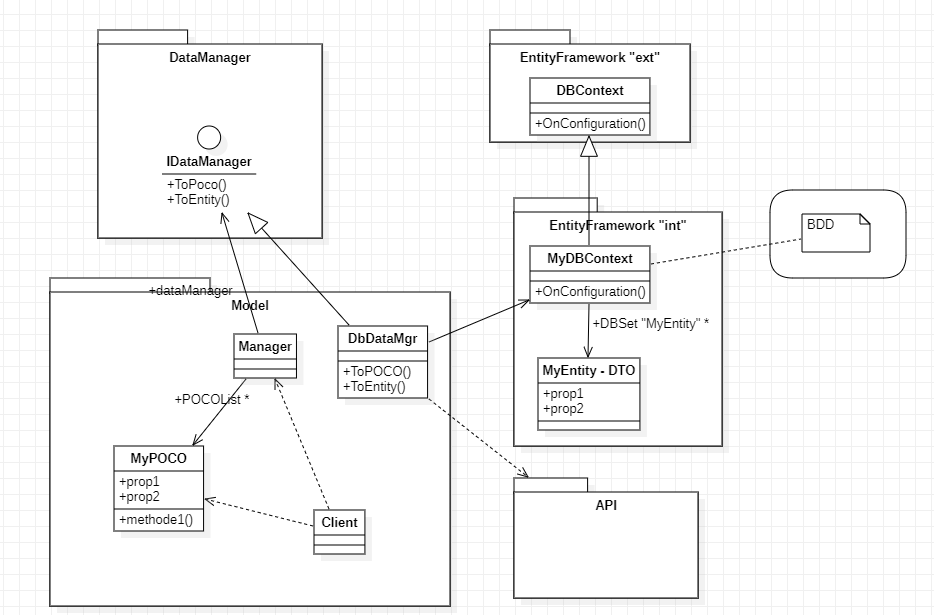 DataManager
IDataManager
+ToPoco()
+ToEntity()
EntityFramework "ext"
DBContext
+OnConfiguration()
EntityFramework "int"
MyDBContext
+OnConfiguration()
+DBSet "MyEntity" *
MyEntity - DTO
+prop1
+prop2
BDD
+dataManager
Model
Manager
DbDataMgr
+ToPOCO()
+ToEntity()
+POCOList *
MyPOCO
+prop1
+prop2
+methode1()
Client
API